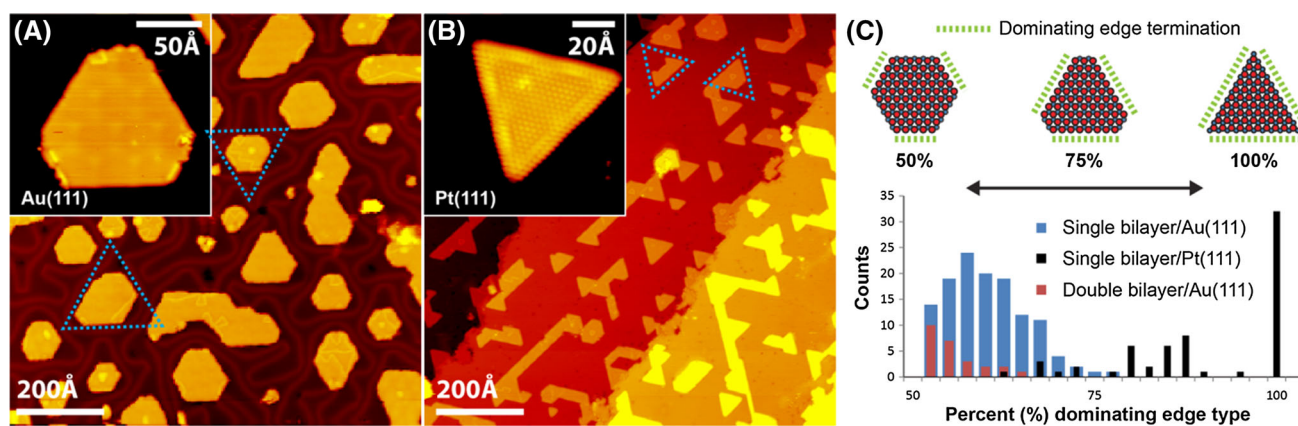 (A)
50Å
Au(111)
200Å
(B)
20Å
Pt(111)
200Å
(C)
Dominating edge termination
50%
75%
100%
35
30
25
20
15
10
5
0
Counts
Single bilayer/Au(111)
Single bilayer/Pt(111)
Double bilayer/Au(111)
50
75
100
Percent (%) dominating edge type